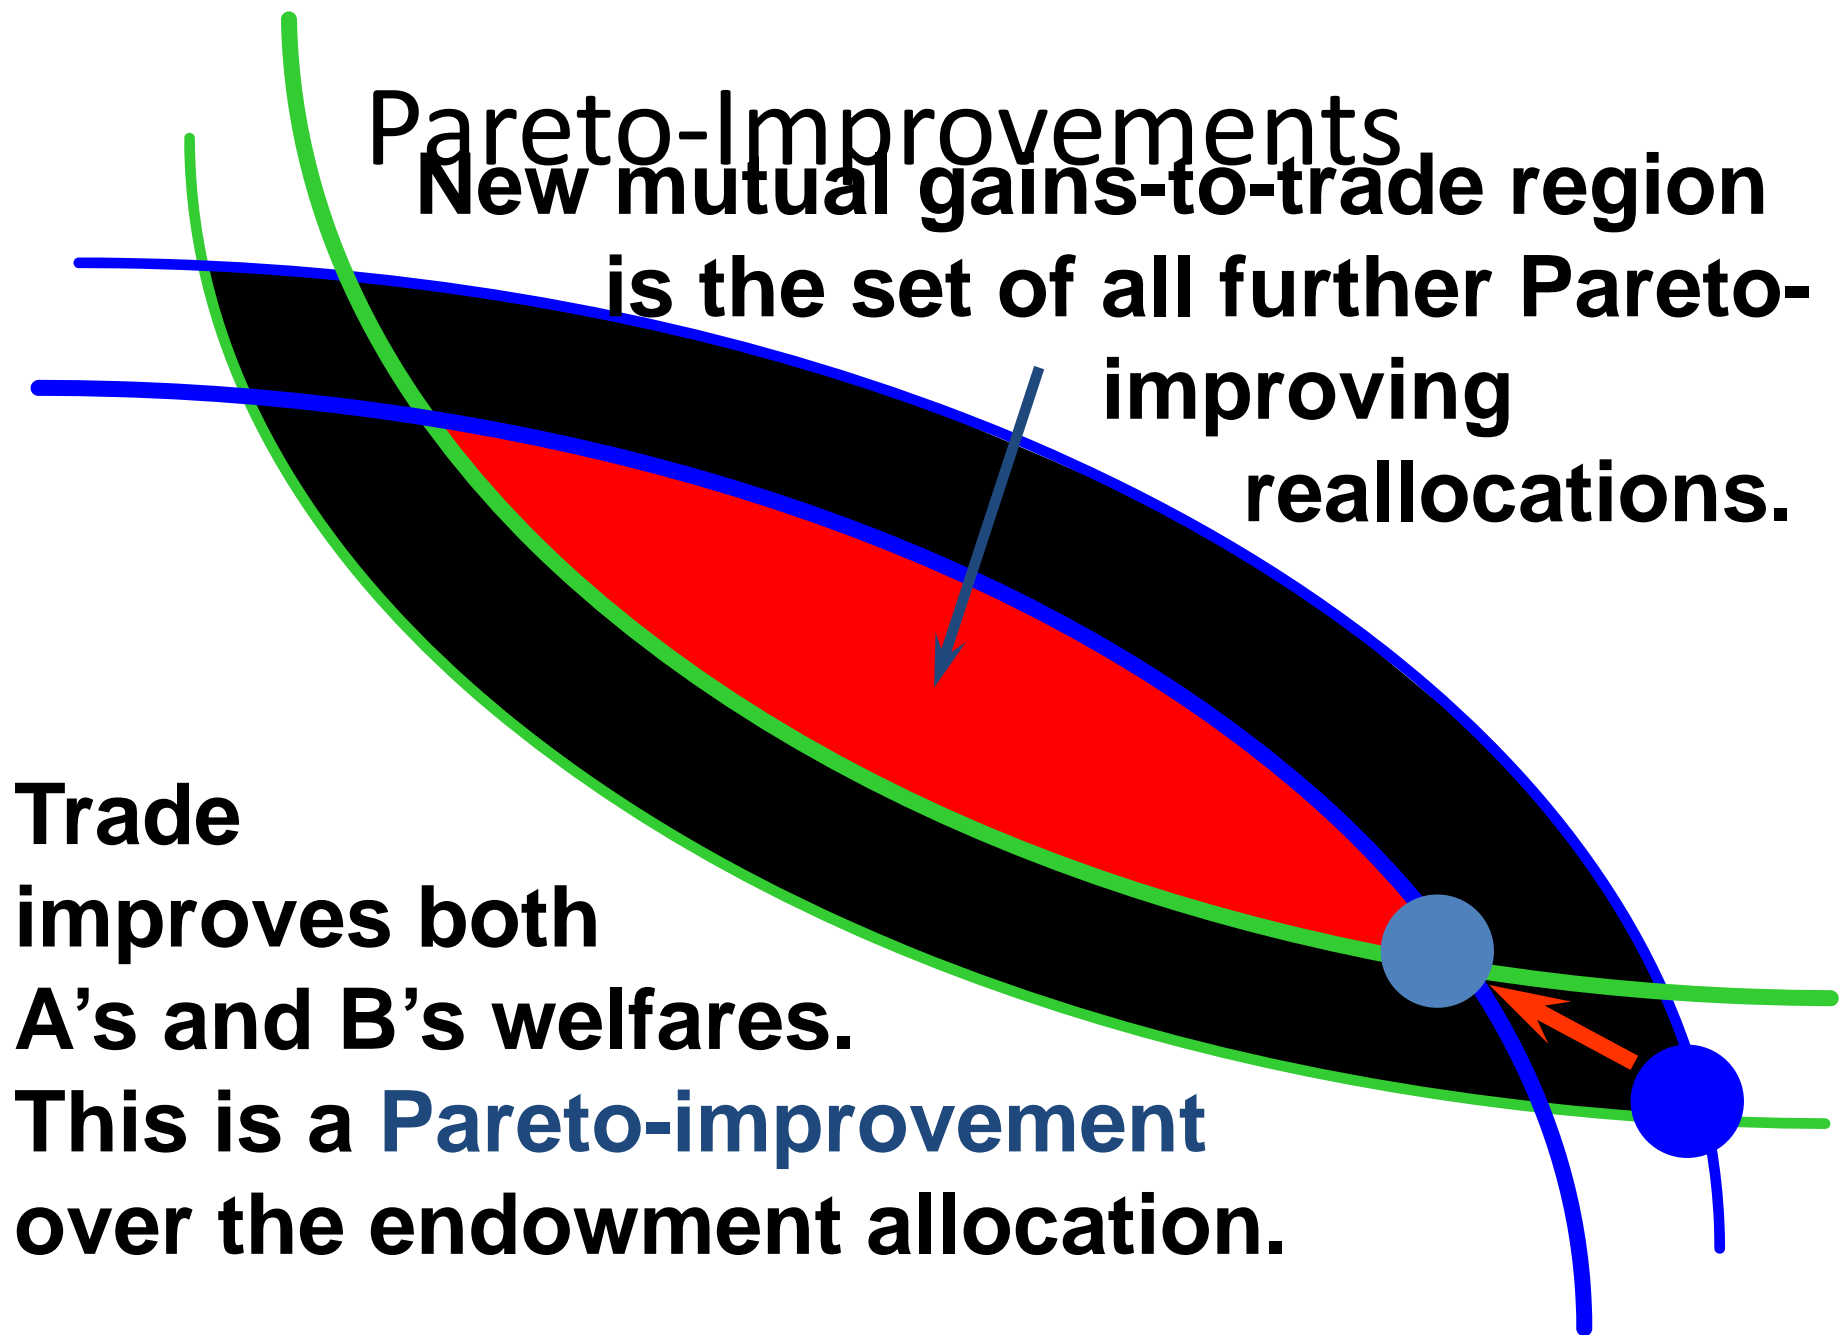 Pareto-Improvements
New mutual gains-to-trade region
is the set of all further Pareto-
improving
reallocations.
Trade
improves both
A’s and B’s welfares.
This is a Pareto-improvement
over the endowment allocation.